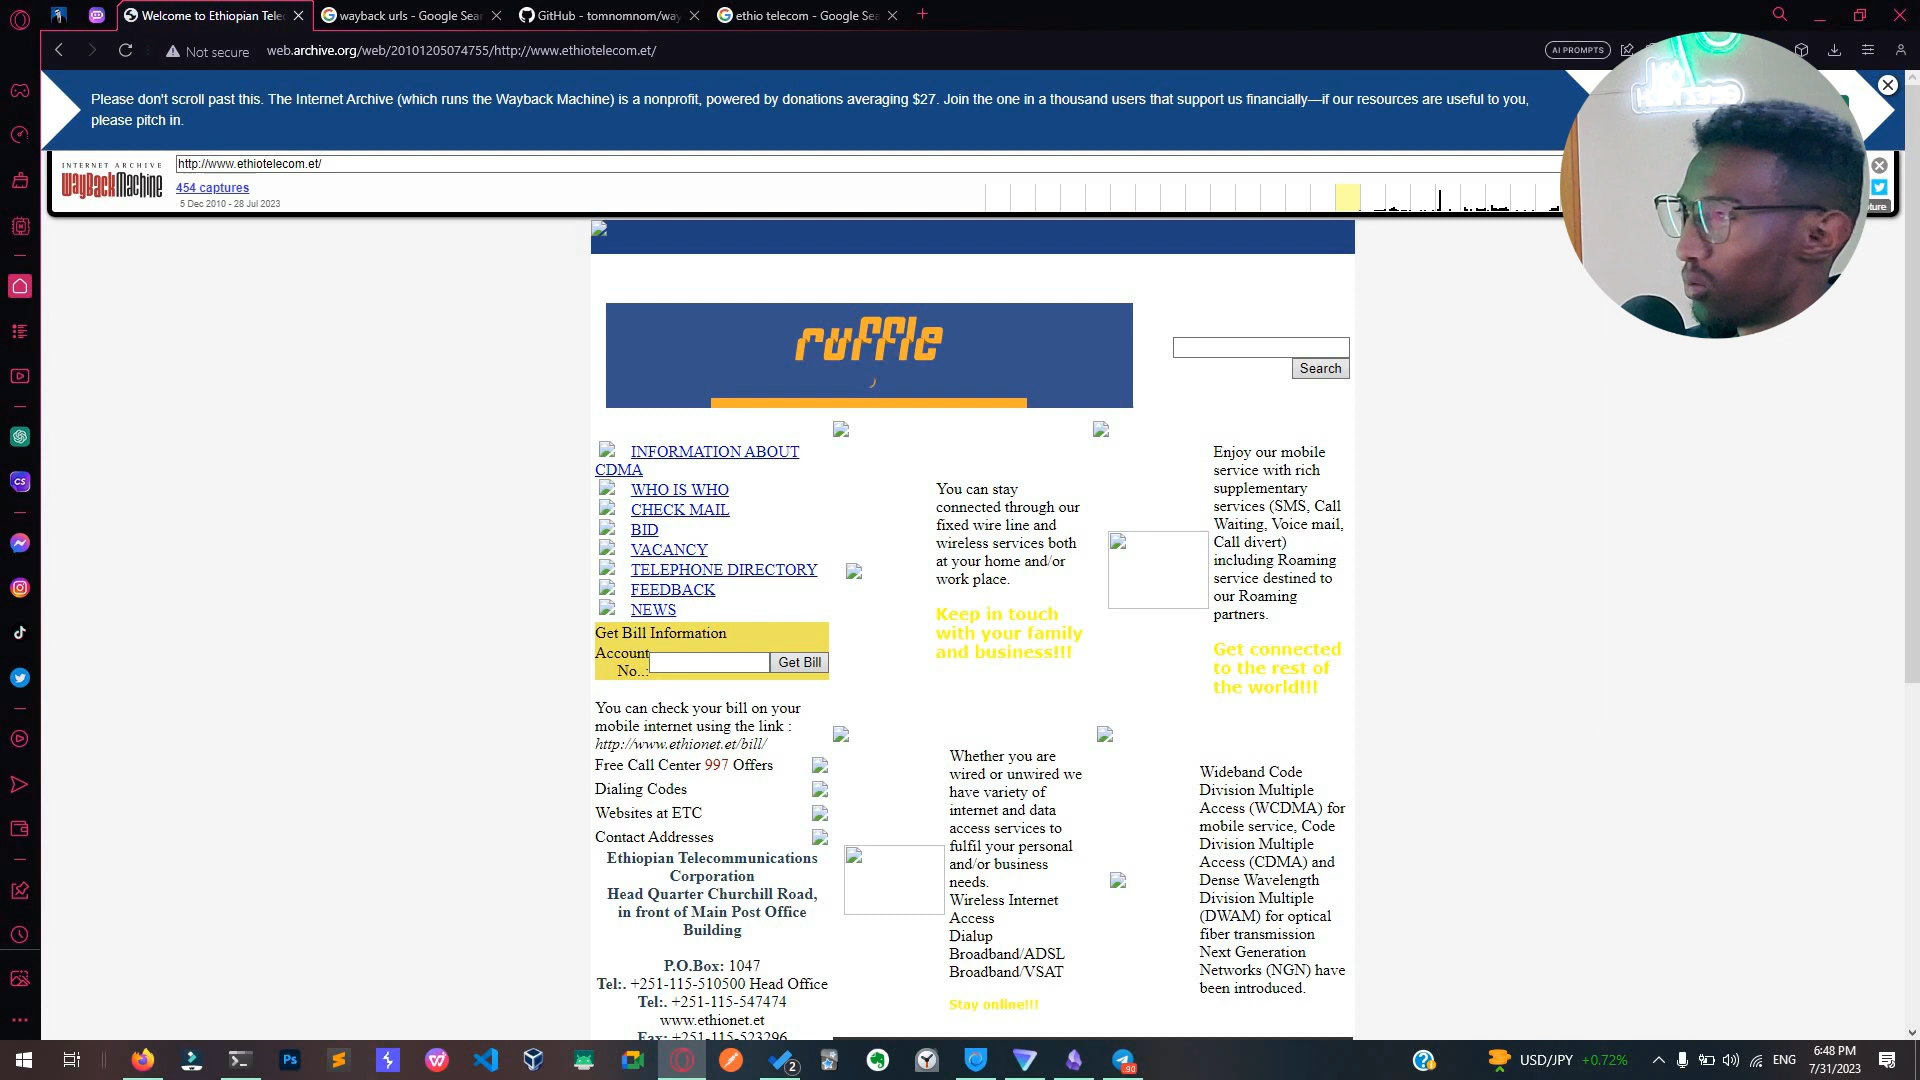 Welcome to Ethiopian Tele
wayback urls - Google Sear
GitHub - tomnomnom/way
ethio telecom - Google Sea
Not secure
web.archive.org/web/20101205074755/http://www.ethiotelecom.et/
AI PROMPTS
Please don't scroll past this. The Internet Archive (which runs the Wayback Machine) is a nonprofit, powered by donations averaging $27. Join the one in a thousand users that support us financially—if our resources are useful to you,
please pitch in.
INTERNET ARCHIVE
WayBackMachine
http://www.ethiotelecom.et/
454 captures
5 Dec 2010 - 28 Jul 2023
ture
ruffle
Search
INFORMATION ABOUT
CDMA
WHO IS WHO
CHECK MAIL
BID
VACANCY
TELEPHONE DIRECTORY
FEEDBACK
NEWS
Get Bill Information
Account
No..:
Get Bill
You can check your bill on your
mobile internet using the link :
http://www.ethionet.et/bill/
Free Call Center 997 Offers
Dialing Codes
Websites at ETC
Contact Addresses
Ethiopian Telecommunications
Corporation
Head Quarter Churchill Road,
in front of Main Post Office
Building
P.O.Box: 1047
Tel:. +251-115-510500 Head Office
Tel:. +251-115-547474
www.ethionet.et
Fax: +251-115-523296
You can stay
connected through our
fixed wire line and
wireless services both
at your home and/or
work place.
Keep in touch
with your family
and business!!!
Enjoy our mobile
service with rich
supplementary
services (SMS, Call
Waiting, Voice mail,
Call divert)
including Roaming
service destined to
our Roaming
partners.
Get connected
to the rest of
the world!!!
Whether you are
wired or unwired we
have variety of
internet and data
access services to
fulfil your personal
and/or business
needs.
Wireless Internet
Access
Dialup
Broadband/ADSL
Broadband/VSAT
Stay online!!!
Wideband Code
Division Multiple
Access (WCDMA) for
mobile service, Code
Division Multiple
Access (CDMA) and
Dense Wavelength
Division Multiple
(DWAM) for optical
fiber transmission
Next Generation
Networks (NGN) have
been introduced.
CS
Ps
2
90
USD/JPY +0.72%
ENG
6:48 PM
7/31/2023